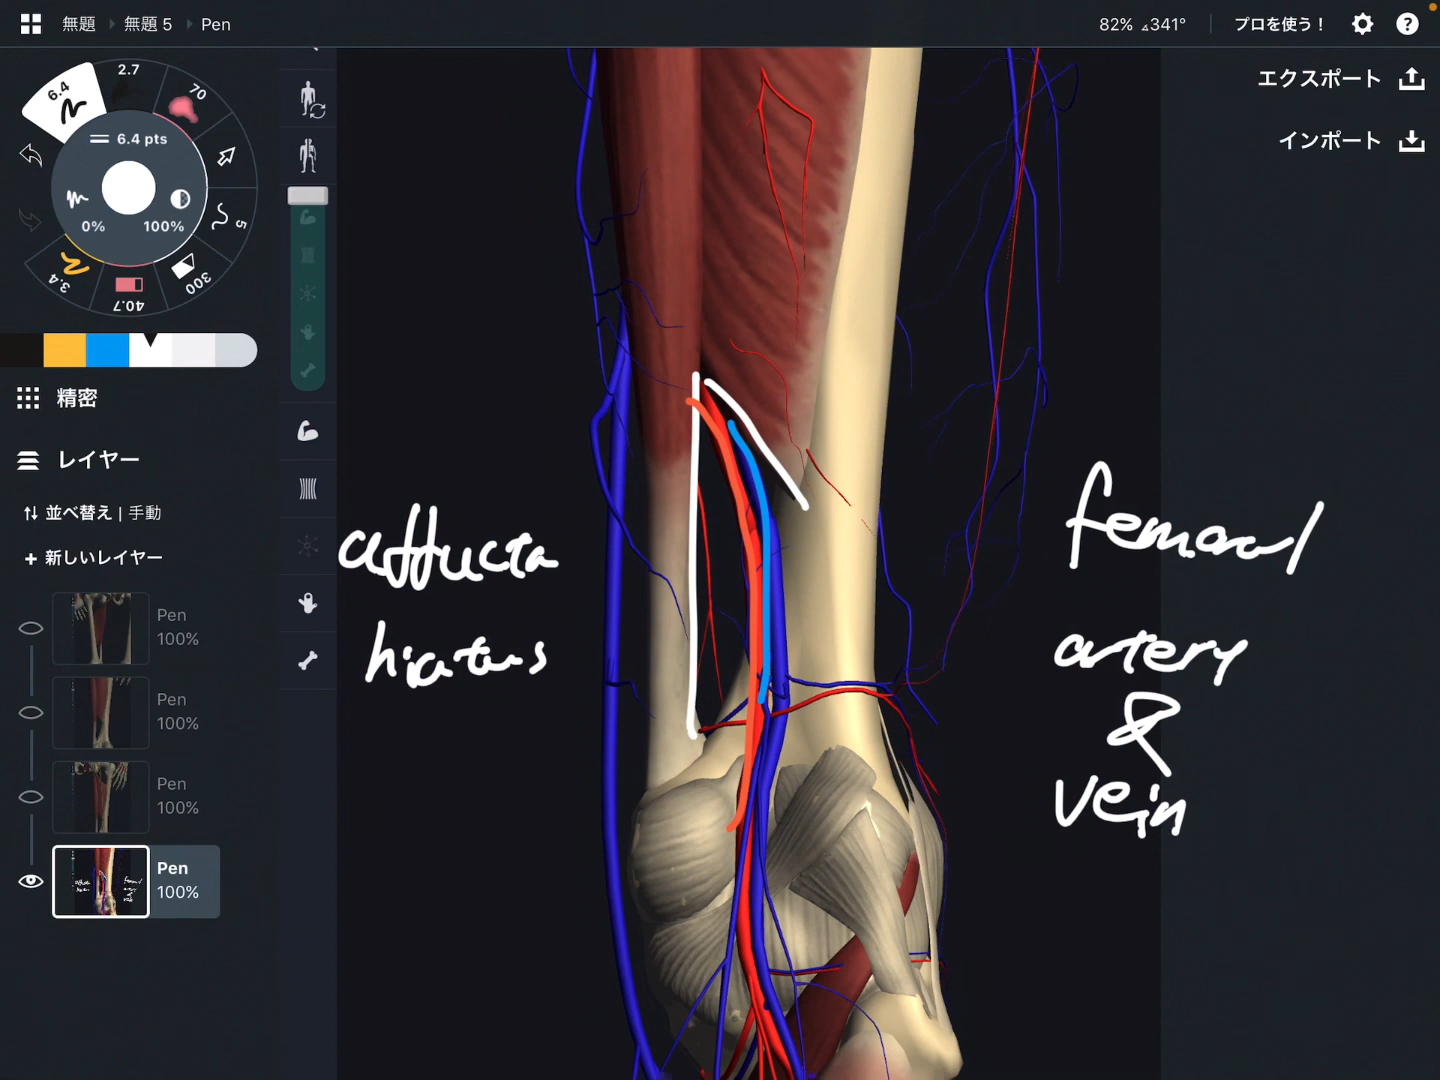 無題 無題 5 Pen
82% ⊿341°
プロを使う！
エクスポート
インポート
6.4
2.7
70
5
300
40.7
3.4
6.4 pts
0% 100%
精密
レイヤー
並べ替え | 手動
+ 新しいレイヤー
Pen
100%
Pen
100%
Pen
100%
Pen
100%
hiatus
femoral
artery
&
vein